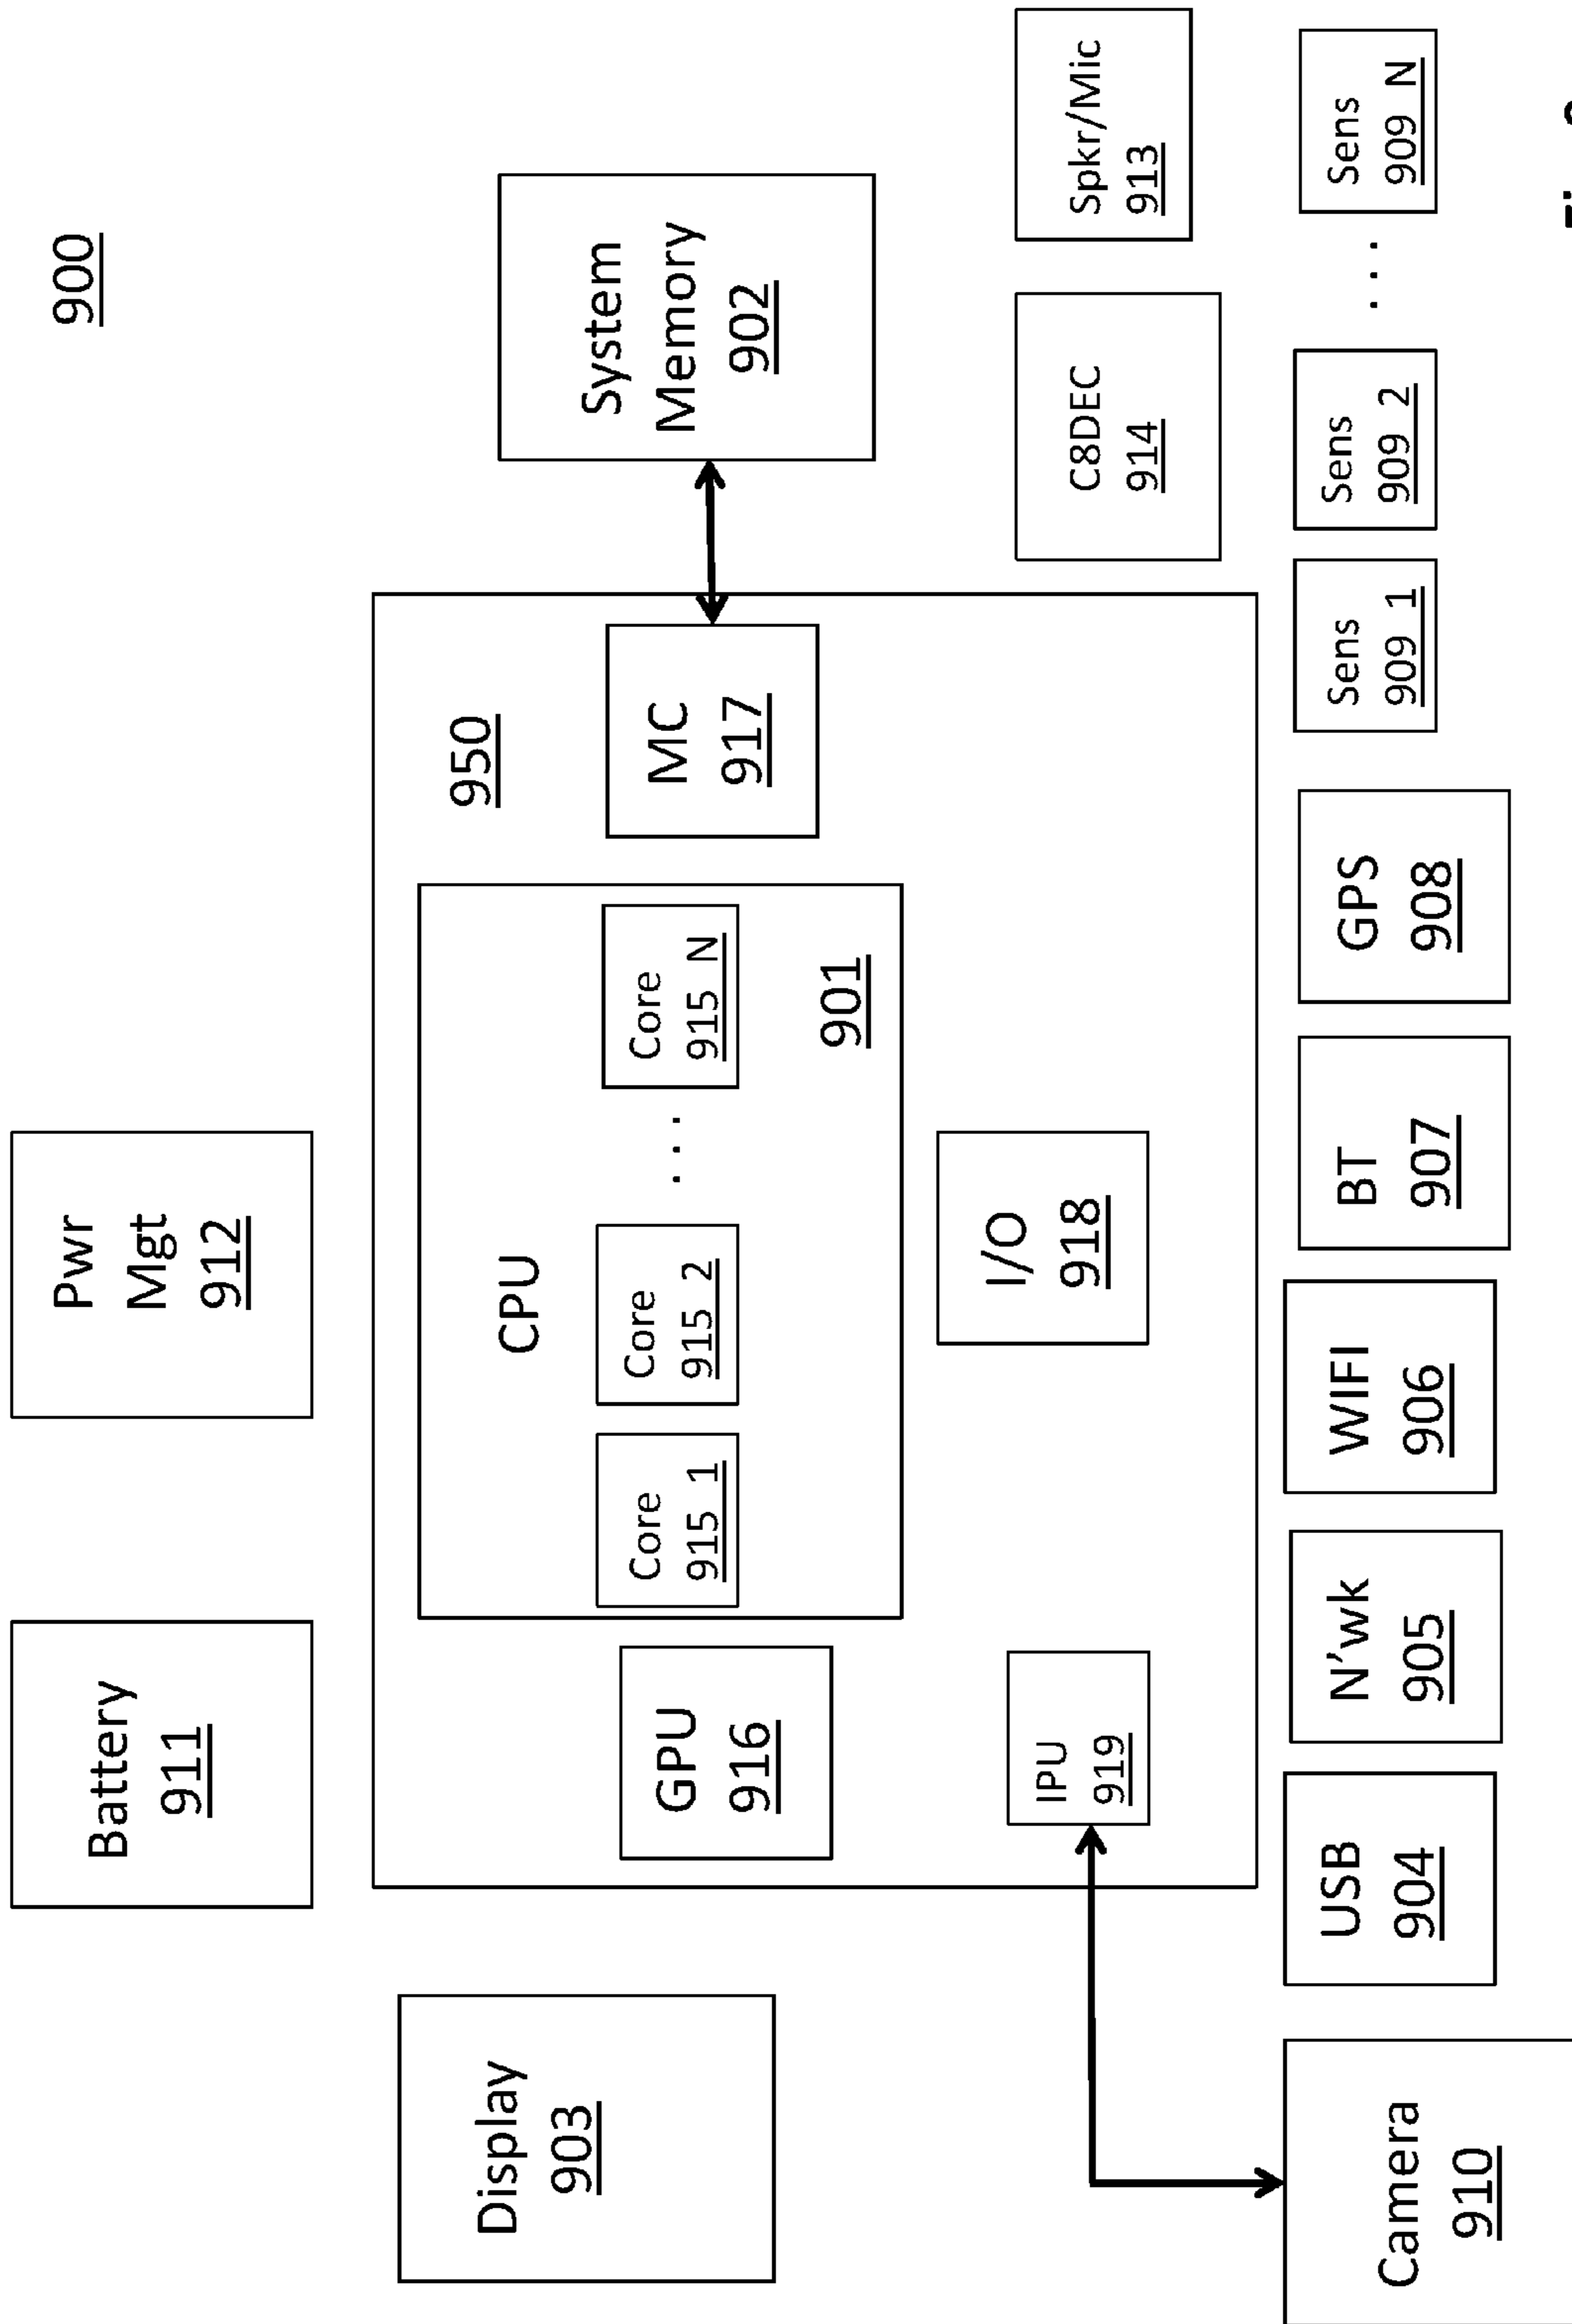 900
Battery
911
Pwr
Mgt
912
Display
903
System
Memory
902
950
CPU
Core
915_1
Core
915_2
. . .
Core
915_N
901
GPU
916
MC
917
IPU
919
I/O
918
C8DEC
914
Spkr/Mic
913
Camera
910
USB
904
N'wk
905
WIFI
906
BT
907
GPS
908
Sens
909_1
Sens
909_2
. . .
Sens
909_N